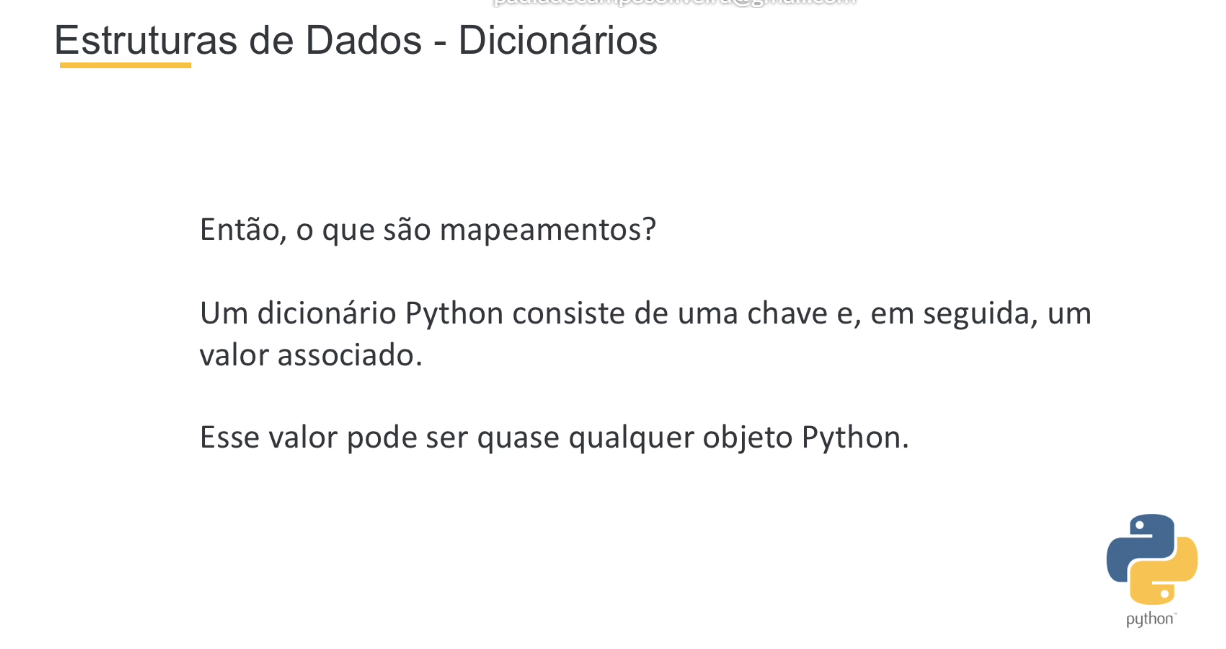 Estruturas de Dados - Dicionários
Então, o que são mapeamentos?
Um dicionário Python consiste de uma chave e, em seguida, um
valor associado.
Esse valor pode ser quase qualquer objeto Python.
python